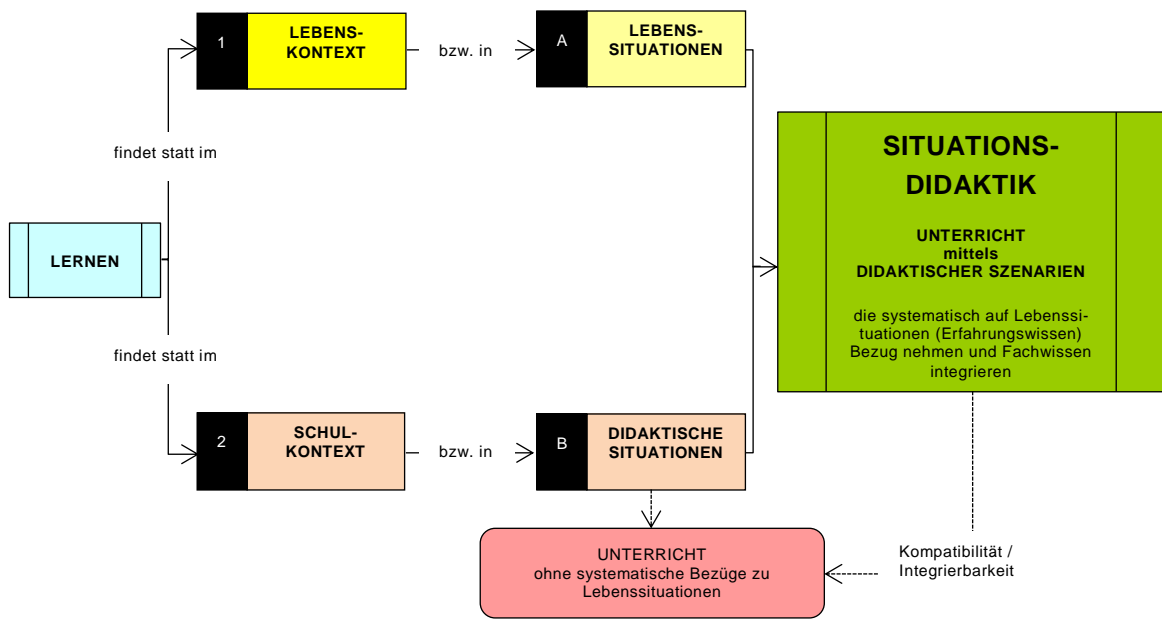 1
LEBENS-
KONTEXT
bzw. in
A
LEBENS-
SITUATIONEN
findet statt im
LERNEN
SITUATIONS-
DIDAKTIK
UNTERRICHT
mittels
DIDAKTISCHER SZENARIEN
die systematisch auf Lebenssi-
tuationen (Erfahrungswissen)
Bezug nehmen und Fachwissen
integrieren
findet statt im
2
SCHUL-
KONTEXT
bzw. in
B
DIDAKTISCHE
SITUATIONEN
UNTERRICHT
ohne systematische Bezüge zu
Lebenssituationen
Kompatibilität /
Integrierbarkeit